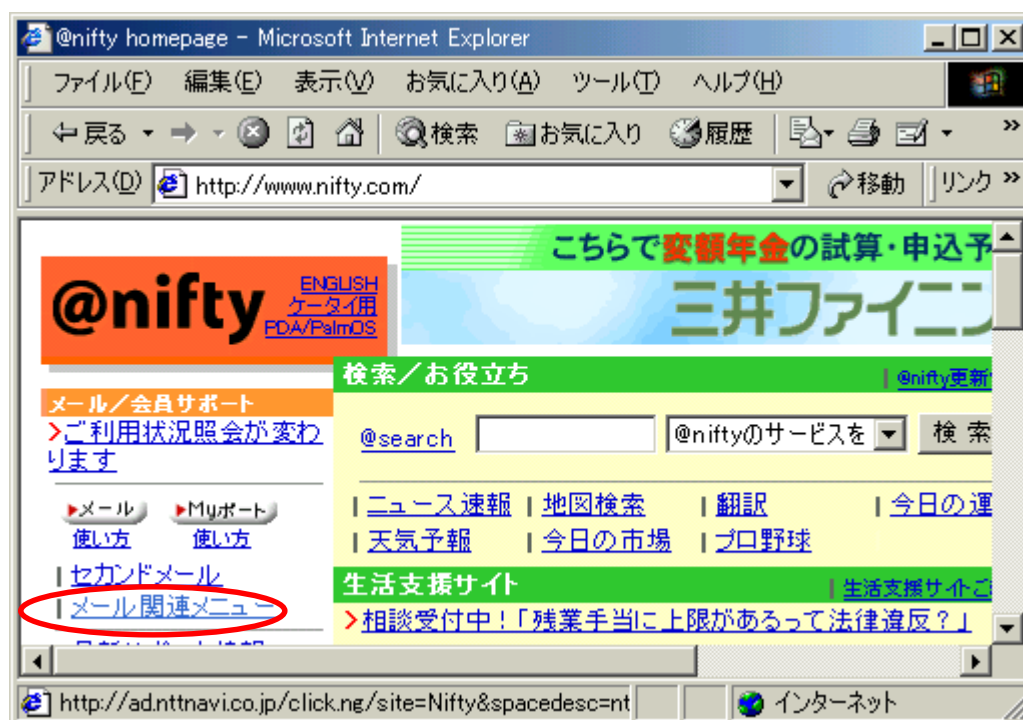 @nifty homepage - Microsoft Internet Explorer
ファイル(F) 編集(E) 表示(V) お気に入り(A) ツール(T) ヘルプ(H)
戻る 検索 お気に入り 履歴 »
アドレス(D) http://www.nifty.com/ 移動 リンク »
こちらで変額年金の試算・申込予
三井ファイニン
@nifty
ENGLISH
ケータイ用
PDA/PalmOS
検索/お役立ち | @nifty更新
メール/会員サポート
>ご利用状況照会が変わ
ります
@search @niftyのサービスを 検索
メール Myポート
使い方 使い方
|ニュース速報 |地図検索 |翻訳 |今日の運
|天気予報 |今日の市場 |プロ野球
|セカンドメール
|メール関連メニュー
生活支援サイト |生活支援サイトご
>相談受付中!「残業手当に上限があるって法律違反?」
http://ad.nttnavi.co.jp/click.ng/site=Nifty&spacedesc=nt インターネット